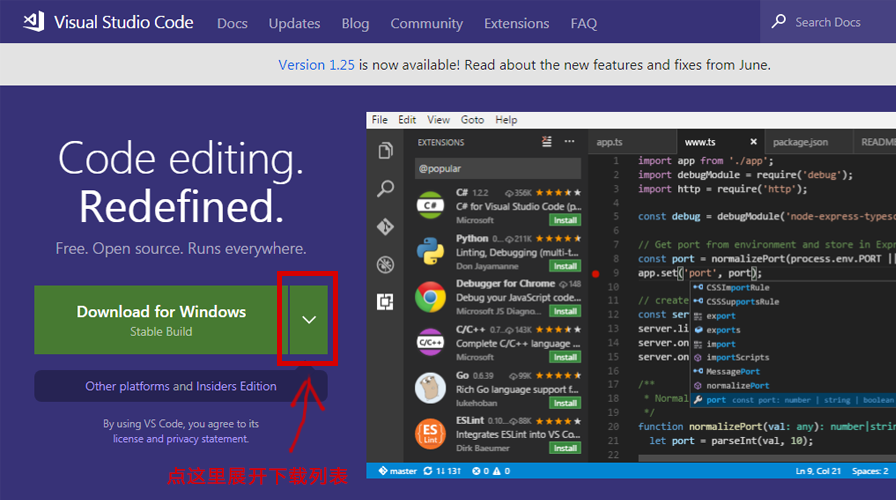 Visual Studio Code Docs Updates Blog Community Extensions FAQ Search Docs
Version 1.25 is now available! Read about the new features and fixes from June.
Code editing.
Redefined.
Free. Open source. Runs everywhere.
Download for Windows
Stable Build
Other platforms and Insiders Edition
By using VS Code, you agree to its
license and privacy statement.
点这里展开下载列表
File Edit View Goto Help
EXTENSIONS
@popular
C# 1.2.2 356K
C# for Visual Studio Code (p...
Microsoft Install
Python 0... 211K
Linting, Debugging (multi-t...
Don Jayamanne Install
Debugger for Chrome 148
Debug your JavaScript code...
Microsoft JS Diagno... Install
C/C++ 0.7... 143K
Complete C/C++ language ...
Microsoft Install
Go 0.6.39 99K
Rich Go language support f...
lukehoban Install
ESLint 0.10... 88K
Integrates ESLint into VS Co...
Dirk Baeumer Install
app.ts www.ts package.json README
1 import app from './app';
2 import debugModule = require('debug');
3 import http = require('http');
4
5 const debug = debugModule('node-express-typesc
6
7 // Get port from environment and store in Expr
8 const port = normalizePort(process.env.PORT ||
9 app.set('port', port);
10
11 // create
12 const se
13 server.li
14 server.on
15 server.on
16
17 /**
18 * Normal
19 */
20 function normalizePort(val: any): number|string
21 let port = parseInt(val, 10);
22
CSSImportRule
CSSSupportsRule
export
exports
import
importScripts
MessagePort
normalizePort
port const port: number | string | boolean
master 1↓ 13↑ 0 0 Ln 9, Col 21 Spaces: 2